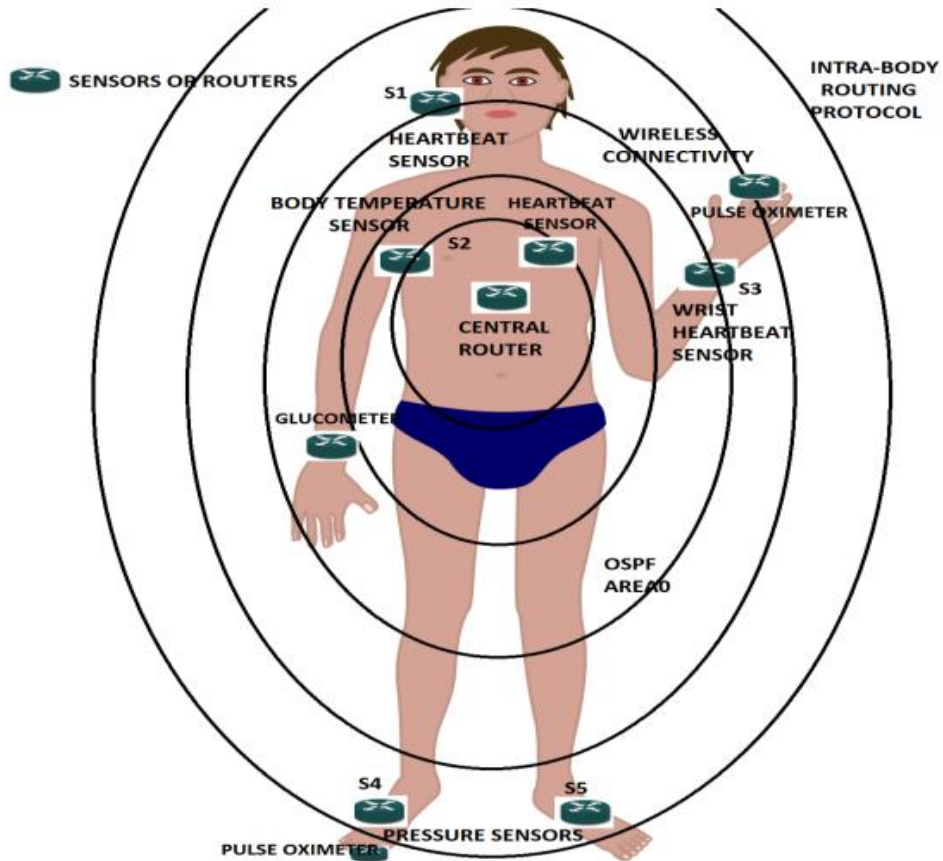 SENSORS OR ROUTERS
INTRA-BODY
ROUTING
PROTOCOL
S1
HEARTBEAT
SENSOR
WIRELESS
CONNECTIVITY
BODY TEMPERATURE
SENSOR
HEARTBEAT
SENSOR
PULSE OXIMETER
S2
S3
WRIST
HEARTBEAT
SENSOR
CENTRAL
ROUTER
GLUCOMETER
OSPF
AREA0
S4
S5
PRESSURE SENSORS
PULSE OXIMETER